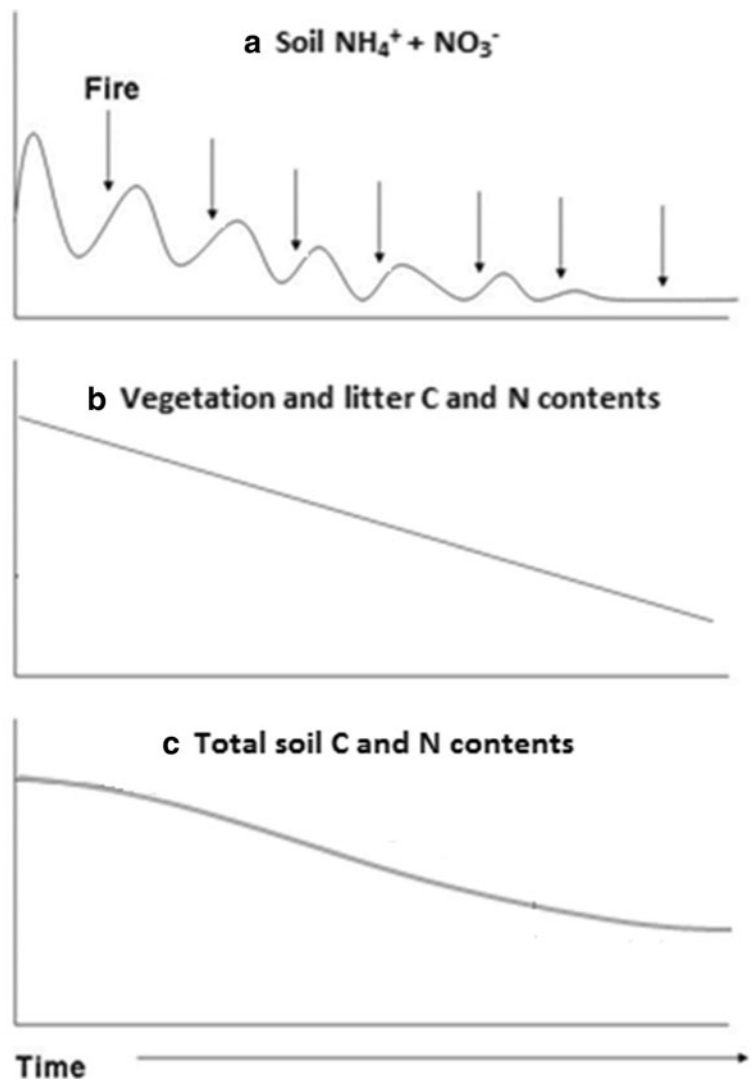 a Soil NH₄⁺ + NO₃⁻
Fire
b Vegetation and litter C and N contents
c Total soil C and N contents
Time